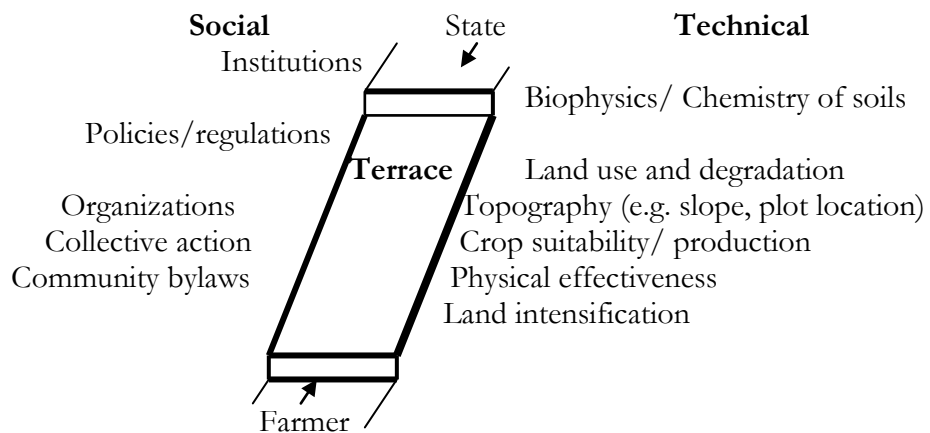 Social
State
Technical
Institutions
Biophysics/ Chemistry of soils
Policies/regulations
Terrace
Land use and degradation
Organizations
Topography (e.g. slope, plot location)
Collective action
Crop suitability/ production
Community bylaws
Physical effectiveness
Land intensification
Farmer